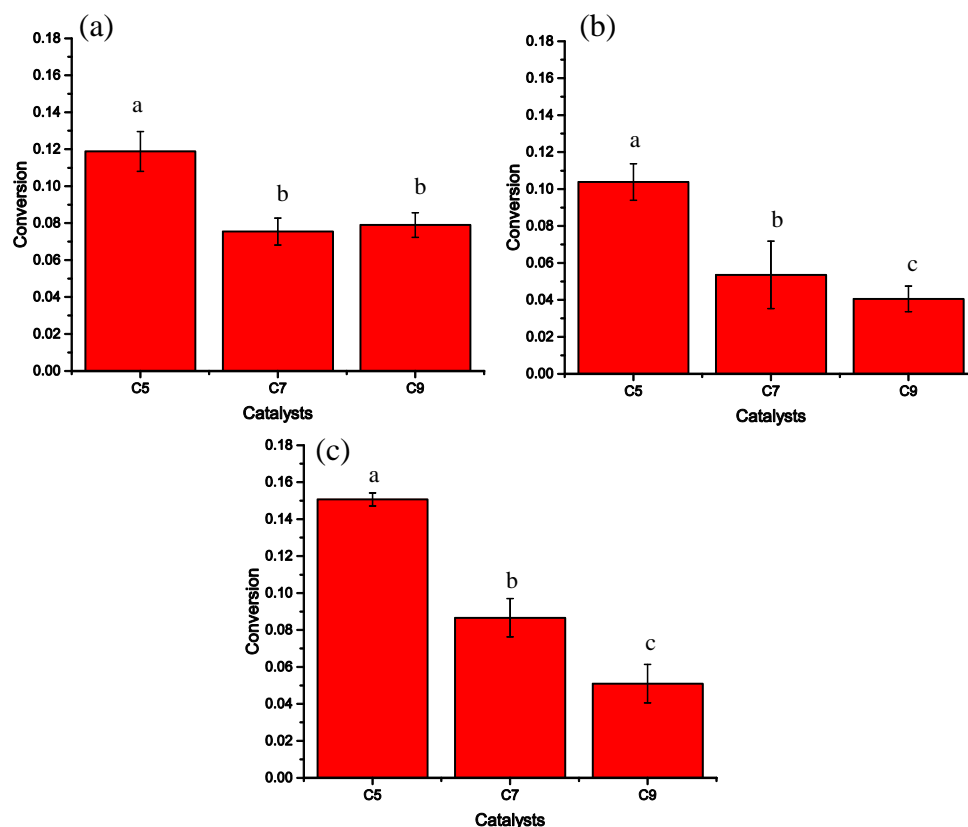 (a)
0.18
0.16
0.14
0.12
0.10
0.08
0.06
0.04
0.02
0.00
Conversion
a
b
b
C5 C7 C9
Catalysts
(b)
0.18
0.16
0.14
0.12
0.10
0.08
0.06
0.04
0.02
0.00
Conversion
a
b
c
C5 C7 C9
Catalysts
(c)
0.18
0.16
0.14
0.12
0.10
0.08
0.06
0.04
0.02
0.00
Conversion
a
b
c
C5 C7 C9
Catalysts